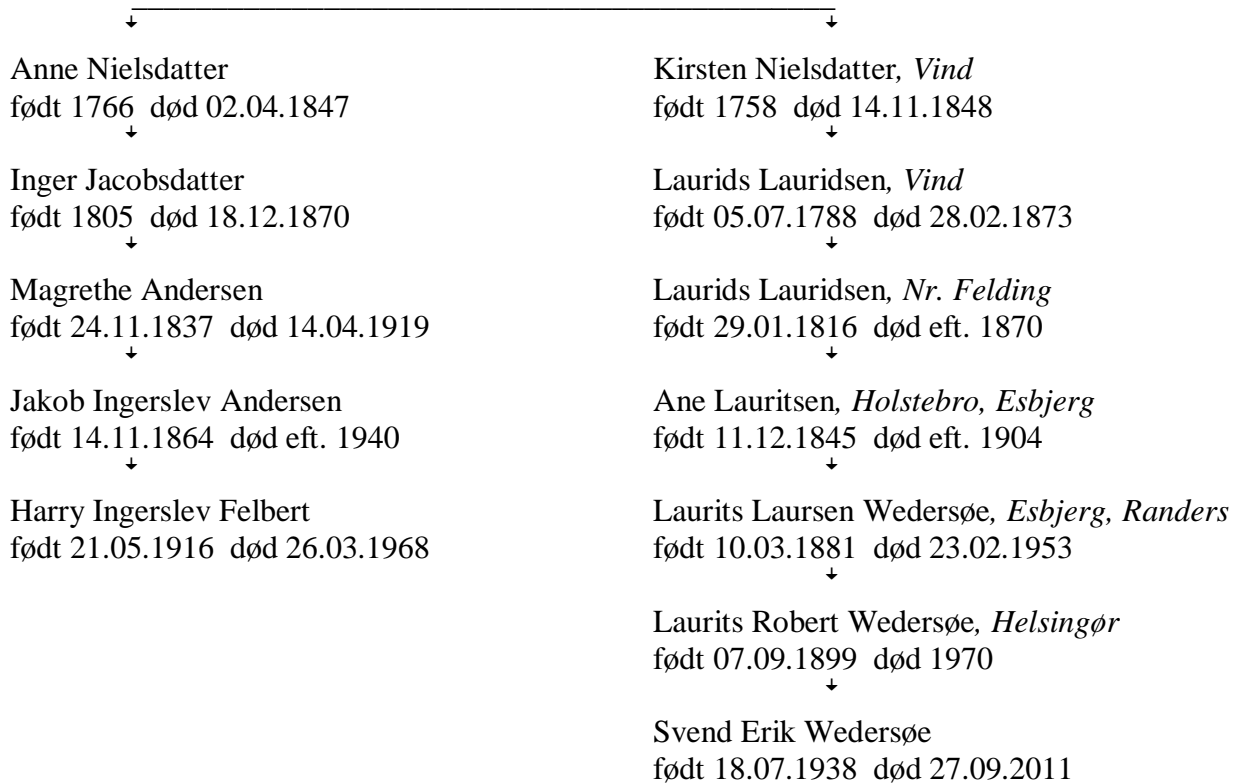 Anne Nielsdatter
født 1766 død 02.04.1847
Inger Jacobsdatter
født 1805 død 18.12.1870
Magrethe Andersen
født 24.11.1837 død 14.04.1919
Jakob Ingerslev Andersen
født 14.11.1864 død eft. 1940
Harry Ingerslev Felbert
født 21.05.1916 død 26.03.1968
Kirsten Nielsdatter, Vind
født 1758 død 14.11.1848
Laurids Lauridsen, Vind
født 05.07.1788 død 28.02.1873
Laurids Lauridsen, Nr. Felding
født 29.01.1816 død eft. 1870
Ane Lauritsen, Holstebro, Esbjerg
født 11.12.1845 død eft. 1904
Laurits Laursen Wedersøe, Esbjerg, Randers
født 10.03.1881 død 23.02.1953
Laurits Robert Wedersøe, Helsingør
født 07.09.1899 død 1970
Svend Erik Wedersøe
født 18.07.1938 død 27.09.2011